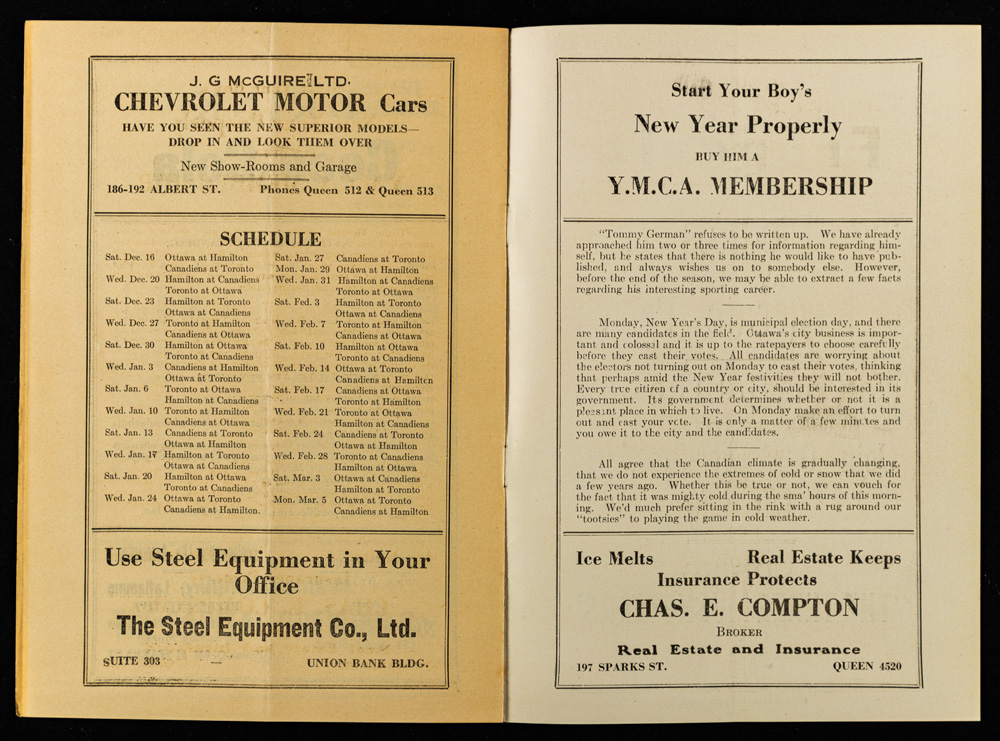 J. G McGUIRE LTD.
CHEVROLET MOTOR Cars
HAVE YOU SEEN THE NEW SUPERIOR MODELS—
DROP IN AND LOOK THEM OVER
New Show-Rooms and Garage
186-192 ALBERT ST. Phones Queen 512 & Queen 513
SCHEDULE
Sat. Dec. 16 Ottawa at Hamilton
Canadiens at Toronto
Wed. Dec. 20 Hamilton at Canadiens
Toronto at Ottawa
Sat. Dec. 23 Hamilton at Toronto
Ottawa at Canadiens
Wed. Dec. 27 Toronto at Hamilton
Canadiens at Ottawa
Sat. Dec. 30 Hamilton at Ottawa
Toronto at Canadiens
Wed. Jan. 3 Canadiens at Hamilton
Ottawa at Toronto
Sat. Jan. 6 Toronto at Ottawa
Hamilton at Canadiens
Wed. Jan. 10 Toronto at Hamilton
Canadiens at Ottawa
Sat. Jan. 13 Canadiens at Toronto
Ottawa at Hamilton
Wed. Jan. 17 Hamilton at Toronto
Ottawa at Canadiens
Sat. Jan. 20 Hamilton at Ottawa
Toronto at Canadiens
Wed. Jan. 24 Ottawa at Toronto
Canadiens at Hamilton.
Sat. Jan. 27 Canadiens at Toronto
Mon. Jan. 29 Ottawa at Hamilton
Wed. Jan. 31 Hamilton at Canadiens
Toronto at Ottawa
Sat. Fed. 3 Hamilton at Toronto
Ottawa at Canadiens
Wed. Feb. 7 Toronto at Hamilton
Canadiens at Ottawa
Sat. Feb. 10 Hamilton at Ottawa
Toronto at Canadiens
Wed. Feb. 14 Ottawa at Toronto
Canadiens at Hamilton
Sat. Feb. 17 Canadiens at Ottawa
Toronto at Hamilton
Wed. Feb. 21 Toronto at Ottawa
Hamilton at Canadiens
Sat. Feb. 24 Canadiens at Toronto
Ottawa at Hamilton
Wed. Feb. 28 Toronto at Canadiens
Hamilton at Ottawa
Sat. Mar. 3 Ottawa at Canadiens
Hamilton at Toronto
Mon. Mar. 5 Ottawa at Toronto
Canadiens at Hamilton
Use Steel Equipment in Your
Office
The Steel Equipment Co., Ltd.
SUITE 303 UNION BANK BLDG.
Start Your Boy's
New Year Properly
BUY HIM A
Y.M.C.A. MEMBERSHIP
"Tommy German" refuses to be written up. We have already
approached him two or three times for information regarding him-
self, but he states that there is nothing he would like to have pub-
lished, and always wishes us on to somebody else. However,
before the end of the season, we may be able to extract a few facts
regarding his interesting sporting career.
Monday, New Year's Day, is municipal election day, and there
are many candidates in the field. Ottawa's city business is impor-
tant and colossal and it is up to the ratepayers to choose carefully
before they cast their votes. All candidates are worrying about
the electors not turning out on Monday to cast their votes, thinking
that perhaps amid the New Year festivities they will not bother.
Every true citizen of a country or city, should be interested in its
government. Its government determines whether or not it is a
pleasant place in which to live. On Monday make an effort to turn
out and cast your vote. It is only a matter of a few minutes and
you owe it to the city and the candidates.
All agree that the Canadian climate is gradually changing,
that we do not experience the extremes of cold or snow that we did
a few years ago. Whether this be true or not, we can vouch for
the fact that it was mighty cold during the sma' hours of this morn-
ing. We'd much prefer sitting in the rink with a rug around our
"tootsies" to playing the game in cold weather.
Ice Melts Real Estate Keeps
Insurance Protects
CHAS. E. COMPTON
BROKER
Real Estate and Insurance
197 SPARKS ST. QUEEN 4520